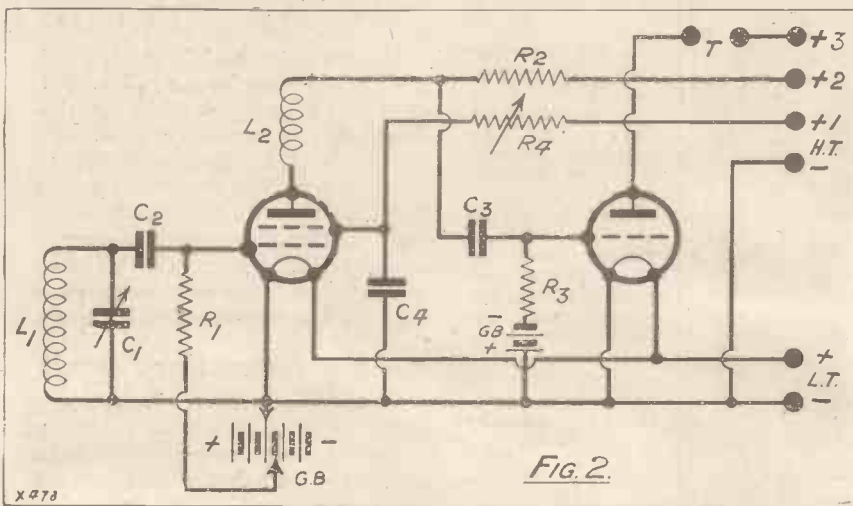 T
+3
R2
+2
L2
+1
R4
H.T.
-
C2
C3
L1
C1
R1
C4
R3
-
GB
+
+
L.T.
-
+
-
G.B
FIG. 2.
X478